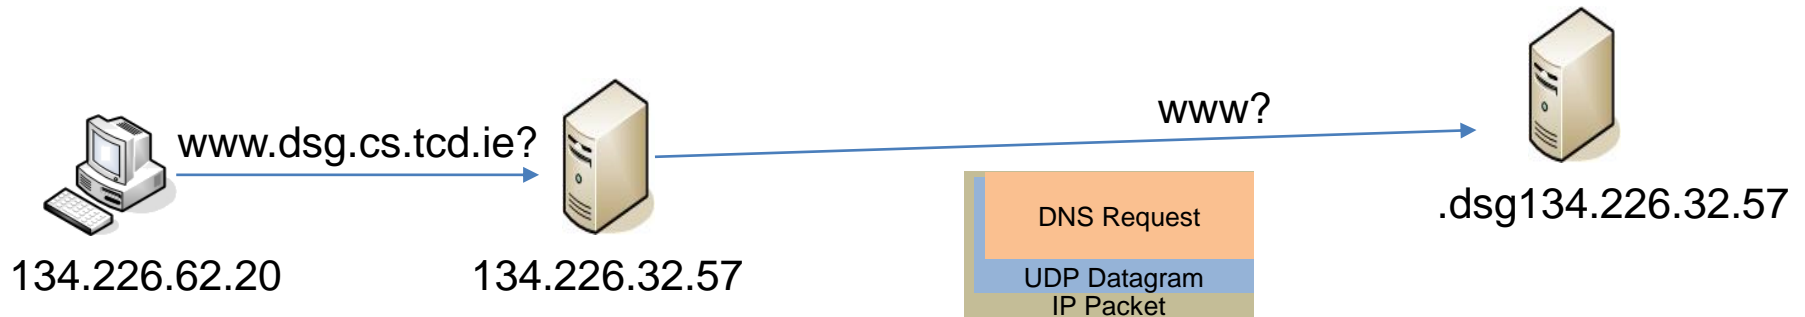 www.dsg.cs.tcd.ie?
www?
134.226.62.20
134.226.32.57
DNS Request
UDP Datagram
IP Packet
.dsg134.226.32.57